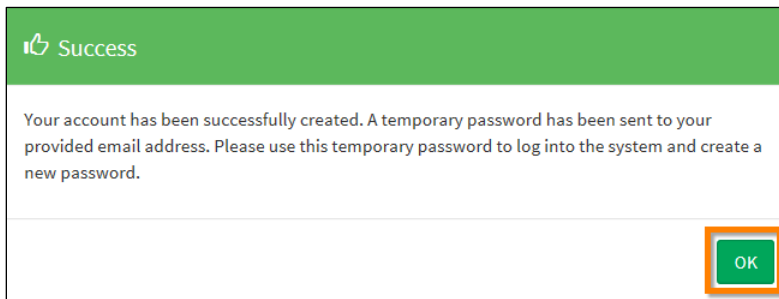 Success
Your account has been successfully created. A temporary password has been sent to your
provided email address. Please use this temporary password to log into the system and create a
new password.
OK